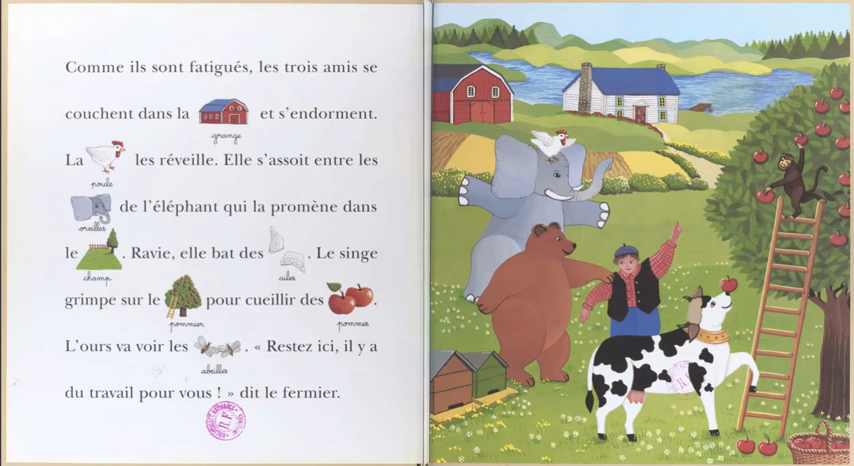 Comme ils sont fatigués, les trois amis se
couchent dans la grange et s'endorment.
La poule les réveille. Elle s'assoit entre les
oreilles de l'éléphant qui la promène dans
le champ. Ravie, elle bat des ailes. Le singe
grimpe sur le pommier pour cueillir des pommes.
L'ours va voir les abeilles. « Restez ici, il y a
du travail pour vous ! » dit le fermier.
R.F.